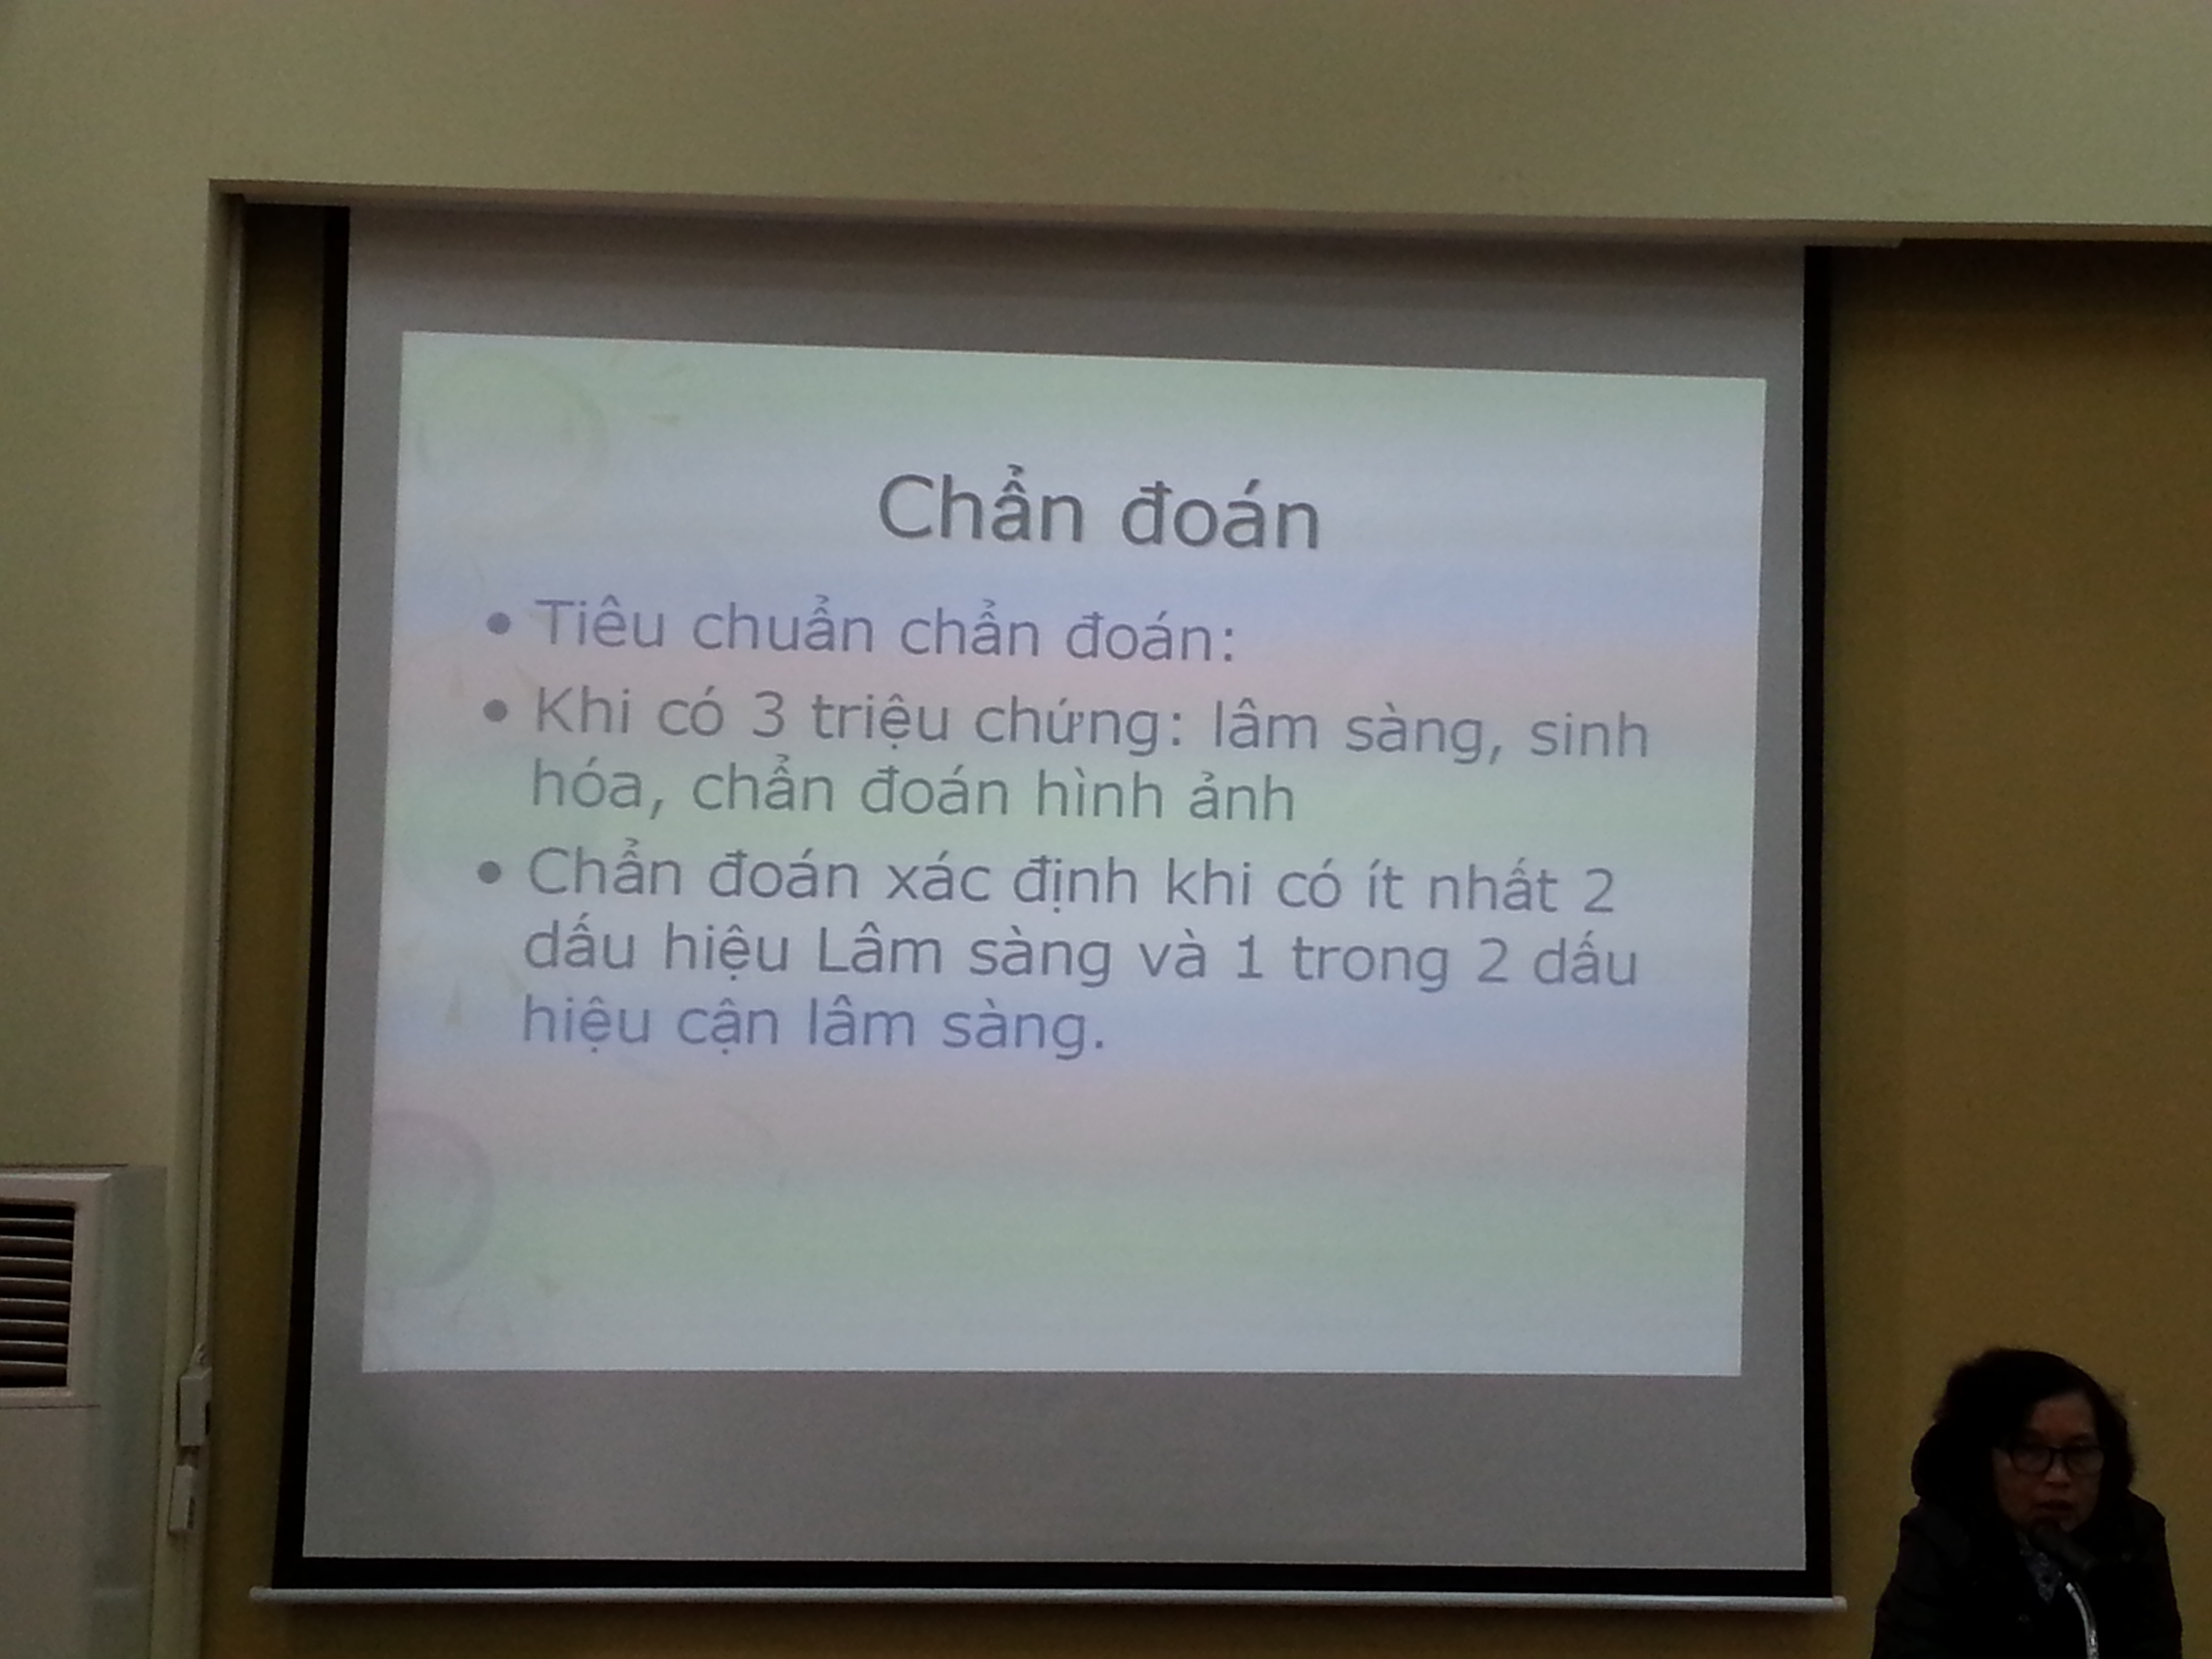 Chẩn đoán
• Tiêu chuẩn chẩn đoán:
• Khi có 3 triệu chứng: lâm sàng, sinh
hóa, chẩn đoán hình ảnh
• Chẩn đoán xác định khi có ít nhất 2
dấu hiệu Lâm sàng và 1 trong 2 dấu
hiệu cận lâm sàng.